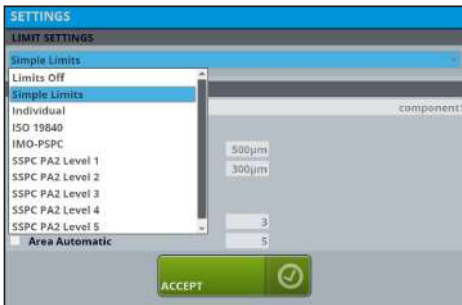 SETTINGS
LIMIT SETTINGS
Simple Limits
Limits Off
Simple Limits
Individual
component
ISO 19840
IMO-PSPC
500µm
SSPC PA2 Level 1
300µm
SSPC PA2 Level 2
SSPC PA2 Level 3
SSPC PA2 Level 4
SSPC PA2 Level 5
3
Area Automatic
5
ACCEPT